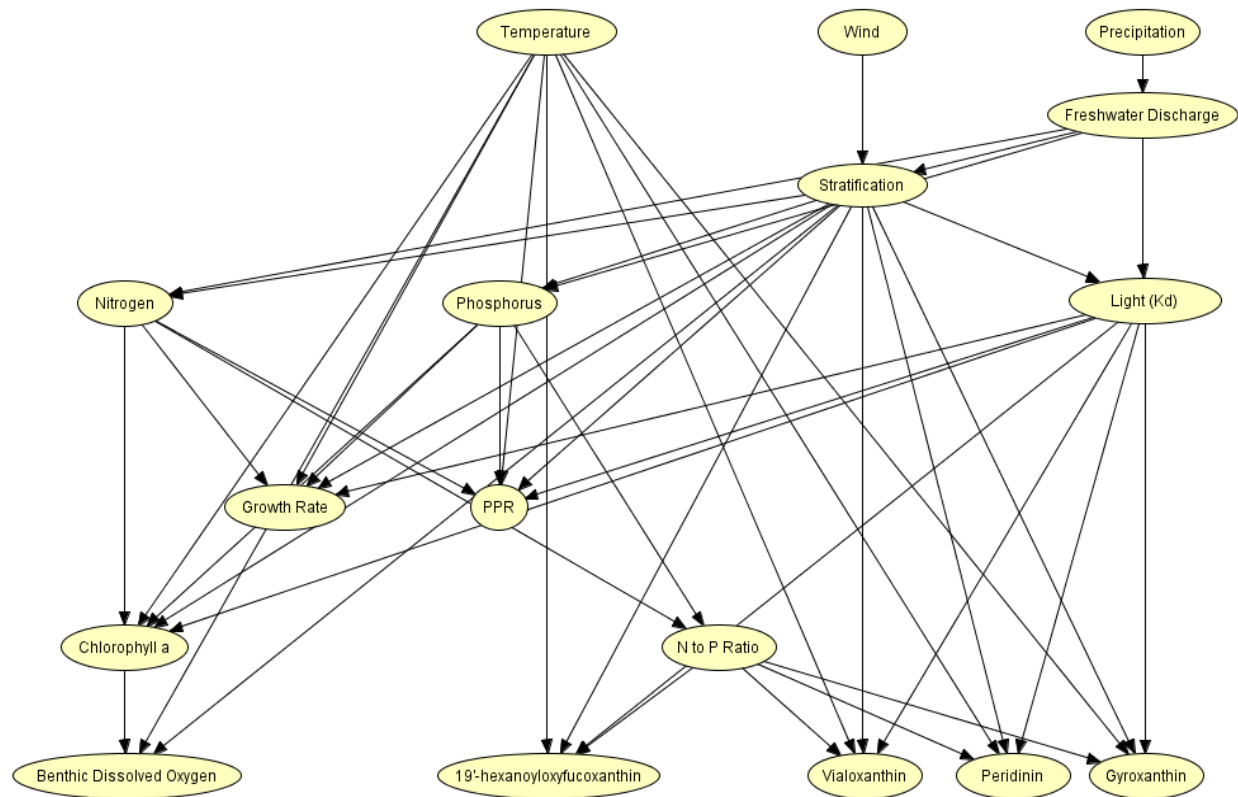 Temperature
Wind
Precipitation
Freshwater Discharge
Stratification
Nitrogen
Phosphorus
Light (Kd)
Growth Rate
PPR
Chlorophyll a
N to P Ratio
Benthic Dissolved Oxygen
19'-hexanoyloxyfucoxanthin
Vialoxanthin
Peridinin
Gyroxanthin